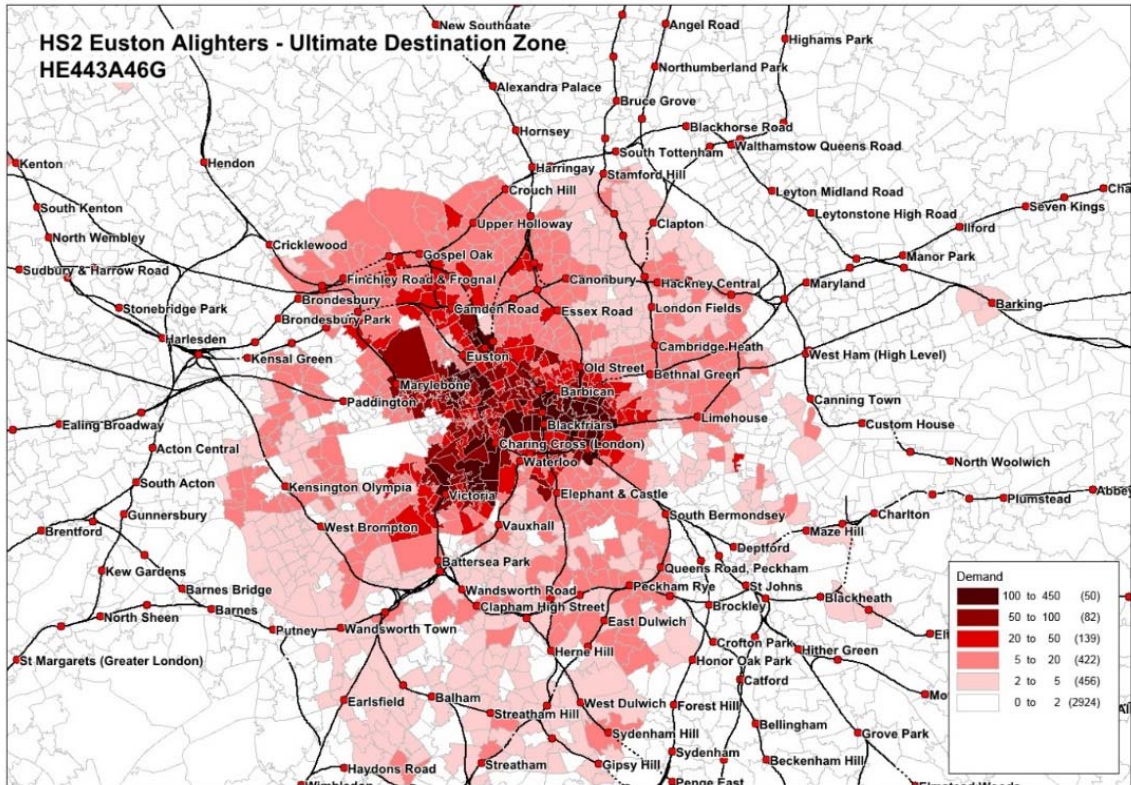 HS2 Euston Alighters - Ultimate Destination Zone
HE443A46G
New Southgate
Angel Road
Highams Park
Northumberland Park
Alexandra Palace
Bruce Grove
Hornsey
Blackhorse Road
Walthamstow Queens Road
South Tottenham
Kenton
Hendon
Harringay
Stamford Hill
Crouch Hill
Leyton Midland Road
Seven Kings
South Kenton
Upper Holloway
Clapton
Leytonstone High Road
Ilford
North Wembley
Cricklewood
Gospel Oak
Manor Park
Sudbury & Harrow Road
Finchley Road & Frognal
Canonbury
Hackney Central
Maryland
Brondesbury
Barking
Stonebridge Park
Camden Road
Essex Road
London Fields
Brondesbury Park
Harlesden
Cambridge Heath
West Ham (High Level)
Kensal Green
Euston
Old Street
Bethnal Green
Marylebone
Barbican
Paddington
Canning Town
Limehouse
Ealing Broadway
Blackfriars
Custom House
Acton Central
Charing Cross (London)
Waterloo
North Woolwich
South Acton
Kensington Olympia
Victoria
Elephant & Castle
Plumstead
Abbey
Gunnersbury
South Bermondsey
Charlton
Brentford
West Brompton
Vauxhall
Maze Hill
Deptford
Battersea Park
Kew Gardens
Queens Road, Peckham
Barnes Bridge
Wandsworth Road
Peckham Rye
St Johns
Blackheath
Clapham High Street
Brockley
North Sheen
Barnes
East Dulwich
Putney
Wandsworth Town
Crofton Park
Hither Green
Herne Hill
St Margarets (Greater London)
Honor Oak Park
Catford
Earlsfield
Balham
Streatham Hill
West Dulwich
Forest Hill
Bellingham
Sydenham Hill
Grove Park
Sydenham
Haydons Road
Streatham
Gipsy Hill
Beckenham Hill
Wimbledon
Penge East
Elmstead Woods
Demand
100 to 450 (50)
50 to 100 (82)
20 to 50 (139)
5 to 20 (422)
2 to 5 (456)
0 to 2 (2924)